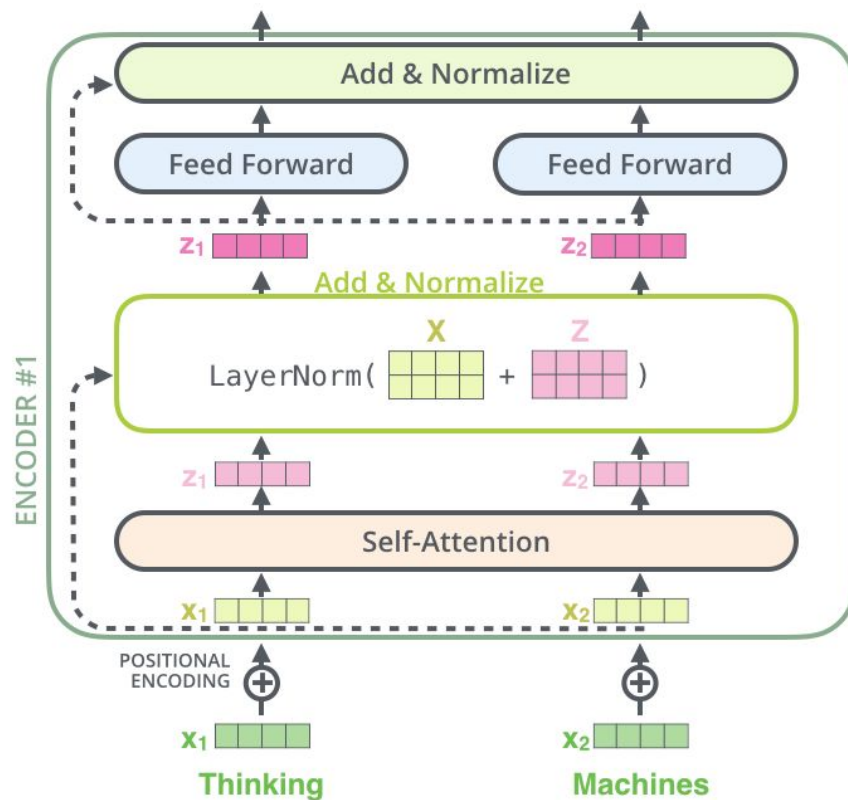 Add & Normalize
Feed Forward Feed Forward
z1 z2
Add & Normalize
X Z
LayerNorm( + )
ENCODER #1
z1 z2
Self-Attention
x1 x2
POSITIONAL
ENCODING
x1 x2
Thinking Machines